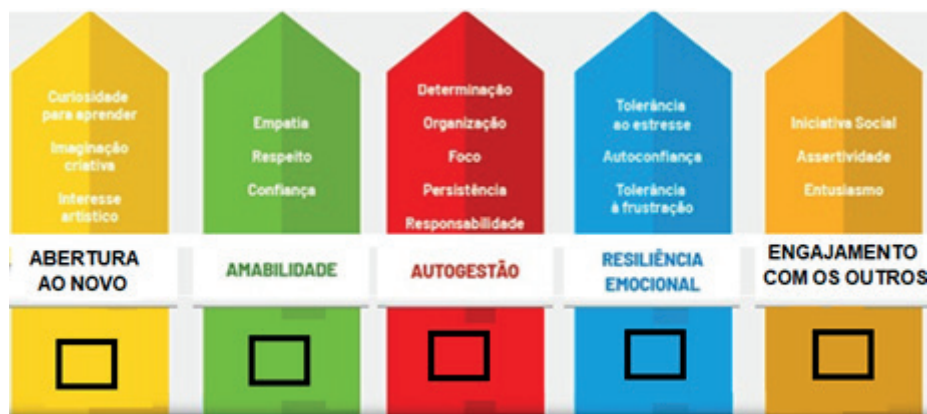 Curiosidade
para aprender
Imaginação
criativa
Interesse
artístico
ABERTURA
AO NOVO
Empatia
Respeito
Confiança
AMABILIDADE
Determinação
Organização
Foco
Persistência
Responsabilidade
AUTOGESTÃO
Tolerância
ao estresse
Autoconfiança
Tolerância
à frustração
RESILIÊNCIA
EMOCIONAL
Iniciativa Social
Assertividade
Entusiasmo
ENGAJAMENTO
COM OS OUTROS